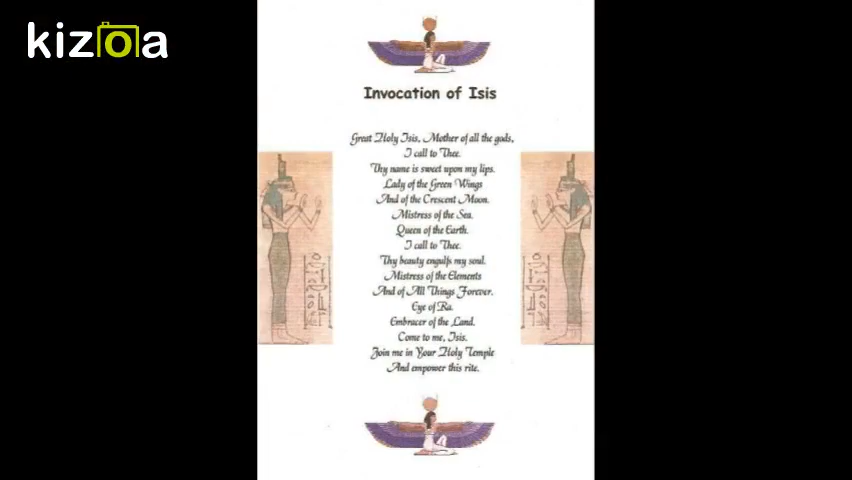 kizoa
Invocation of Isis
Great Holy Isis, Mother of all the gods,
I call to Thee.
Thy name is sweet upon my lips.
Lady of the Green Wings
And of the Crescent Moon.
Mistress of the Sea.
Queen of the Earth.
I call to Thee.
Thy beauty engulfs my soul.
Mistress of the Elements
And of All Things Forever.
Eye of Ra.
Embracer of the Land.
Come to me, Isis.
Join me in Your Holy Temple
And empower this rite.